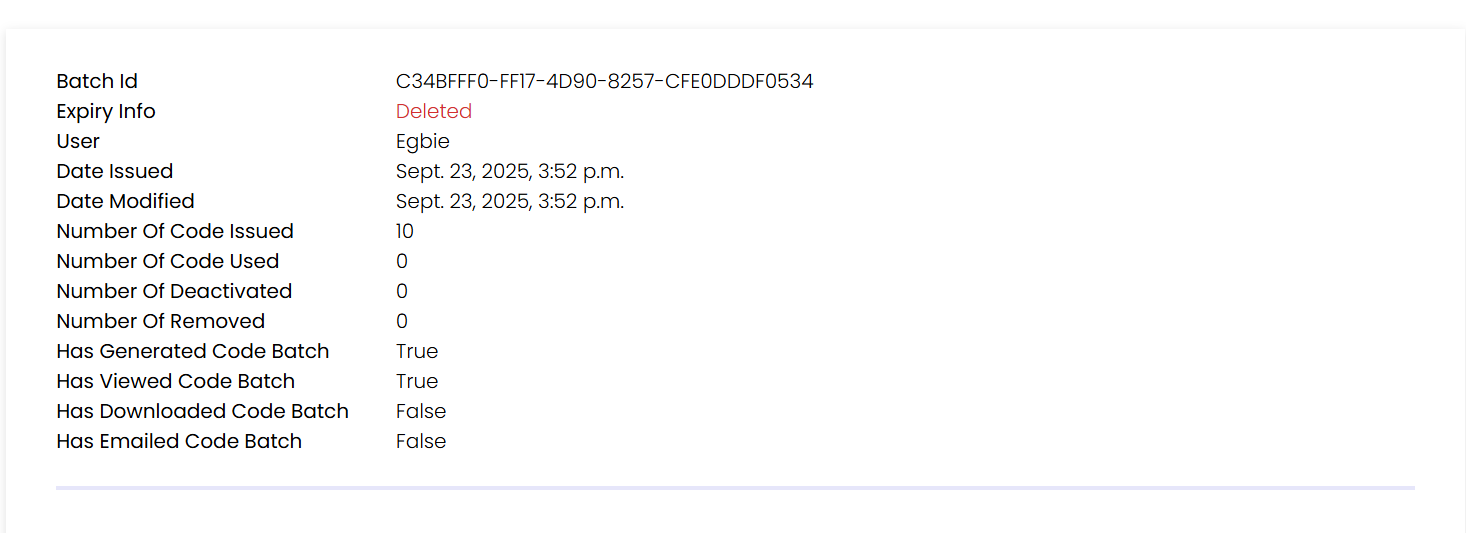 Batch Id C34BFFF0-FF17-4D90-8257-CFE0DDDF0534
Expiry Info Deleted
User Egbie
Date Issued Sept. 23, 2025, 3:52 p.m.
Date Modified Sept. 23, 2025, 3:52 p.m.
Number Of Code Issued 10
Number Of Code Used 0
Number Of Deactivated 0
Number Of Removed 0
Has Generated Code Batch True
Has Viewed Code Batch True
Has Downloaded Code Batch False
Has Emailed Code Batch False